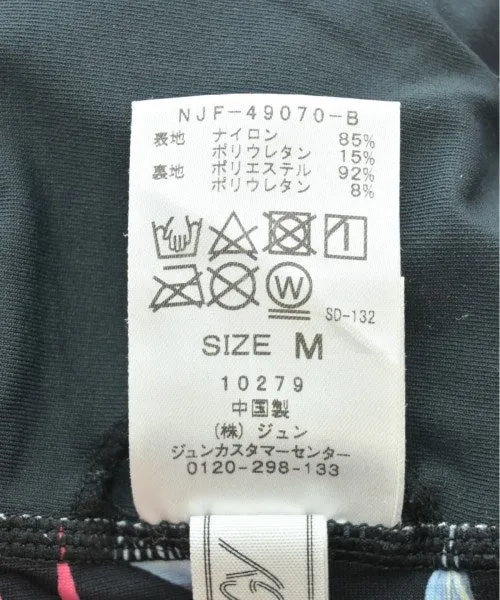 NJF-49070-B
表地 ナイロン 85%
ポリウレタン 15%
裏地 ポリエステル 92%
ポリウレタン 8%
W
SD-132
SIZE M
10279
中国製
(株) ジュン
ジュンカスタマーセンター
0120-298-133